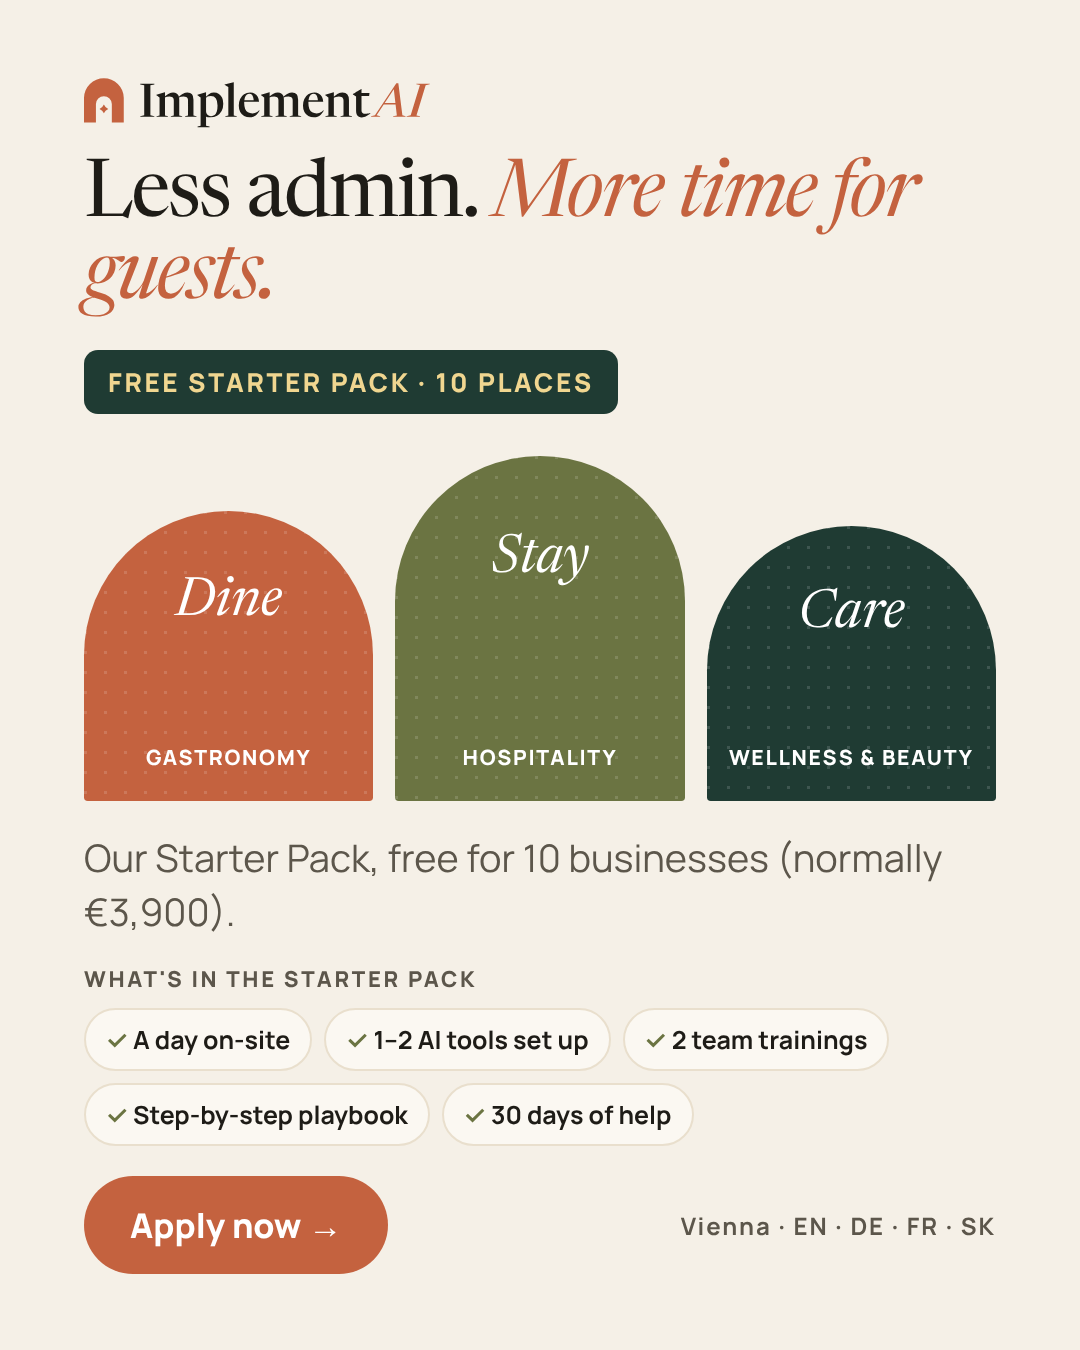 ImplementAI
Less admin. More time for
guests.
FREE STARTER PACK · 10 PLACES
Dine
Stay
Care
GASTRONOMY
HOSPITALITY
WELLNESS & BEAUTY
Our Starter Pack, free for 10 businesses (normally
€3,900).
WHAT'S IN THE STARTER PACK
✓ A day on-site
✓ 1–2 AI tools set up
✓ 2 team trainings
✓ Step-by-step playbook
✓ 30 days of help
Apply now →
Vienna · EN · DE · FR · SK